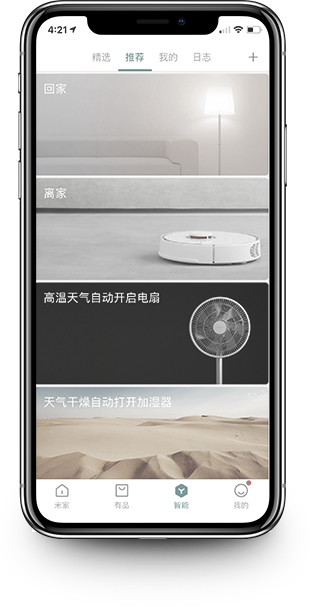 4:21
精选 推荐 我的 日志
回家
离家
高温天气自动开启电扇
天气干燥自动打开加湿器
米家 有品 智能 我的